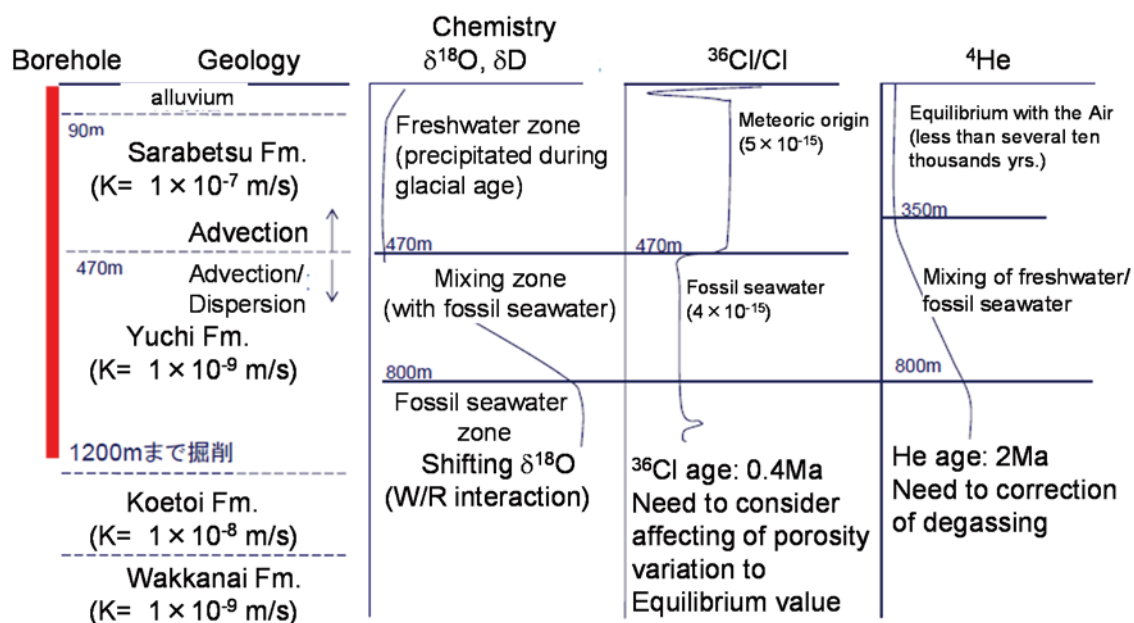 Borehole
Geology
Chemistry
δ¹⁸O, δD
³⁶Cl/Cl
⁴He
alluvium
90m
Sarabetsu Fm.
(K= 1 × 10⁻⁷ m/s)
Advection
470m
Advection/
Dispersion
Yuchi Fm.
(K= 1 × 10⁻⁹ m/s)
1200mまで掘削
Koetoi Fm.
(K= 1 × 10⁻⁸ m/s)
Wakkanai Fm.
(K= 1 × 10⁻⁹ m/s)
Freshwater zone
(precipitated during
glacial age)
470m
Mixing zone
(with fossil seawater)
800m
Fossil seawater
zone
Shifting δ¹⁸O
(W/R interaction)
Meteoric origin
(5 × 10⁻¹⁵)
470m
Fossil seawater
(4 × 10⁻¹⁵)
³⁶Cl age: 0.4Ma
Need to consider
affecting of porosity
variation to
Equilibrium value
Equilibrium with the Air
(less than several ten
thousands yrs.)
350m
Mixing of freshwater/
fossil seawater
800m
He age: 2Ma
Need to correction
of degassing